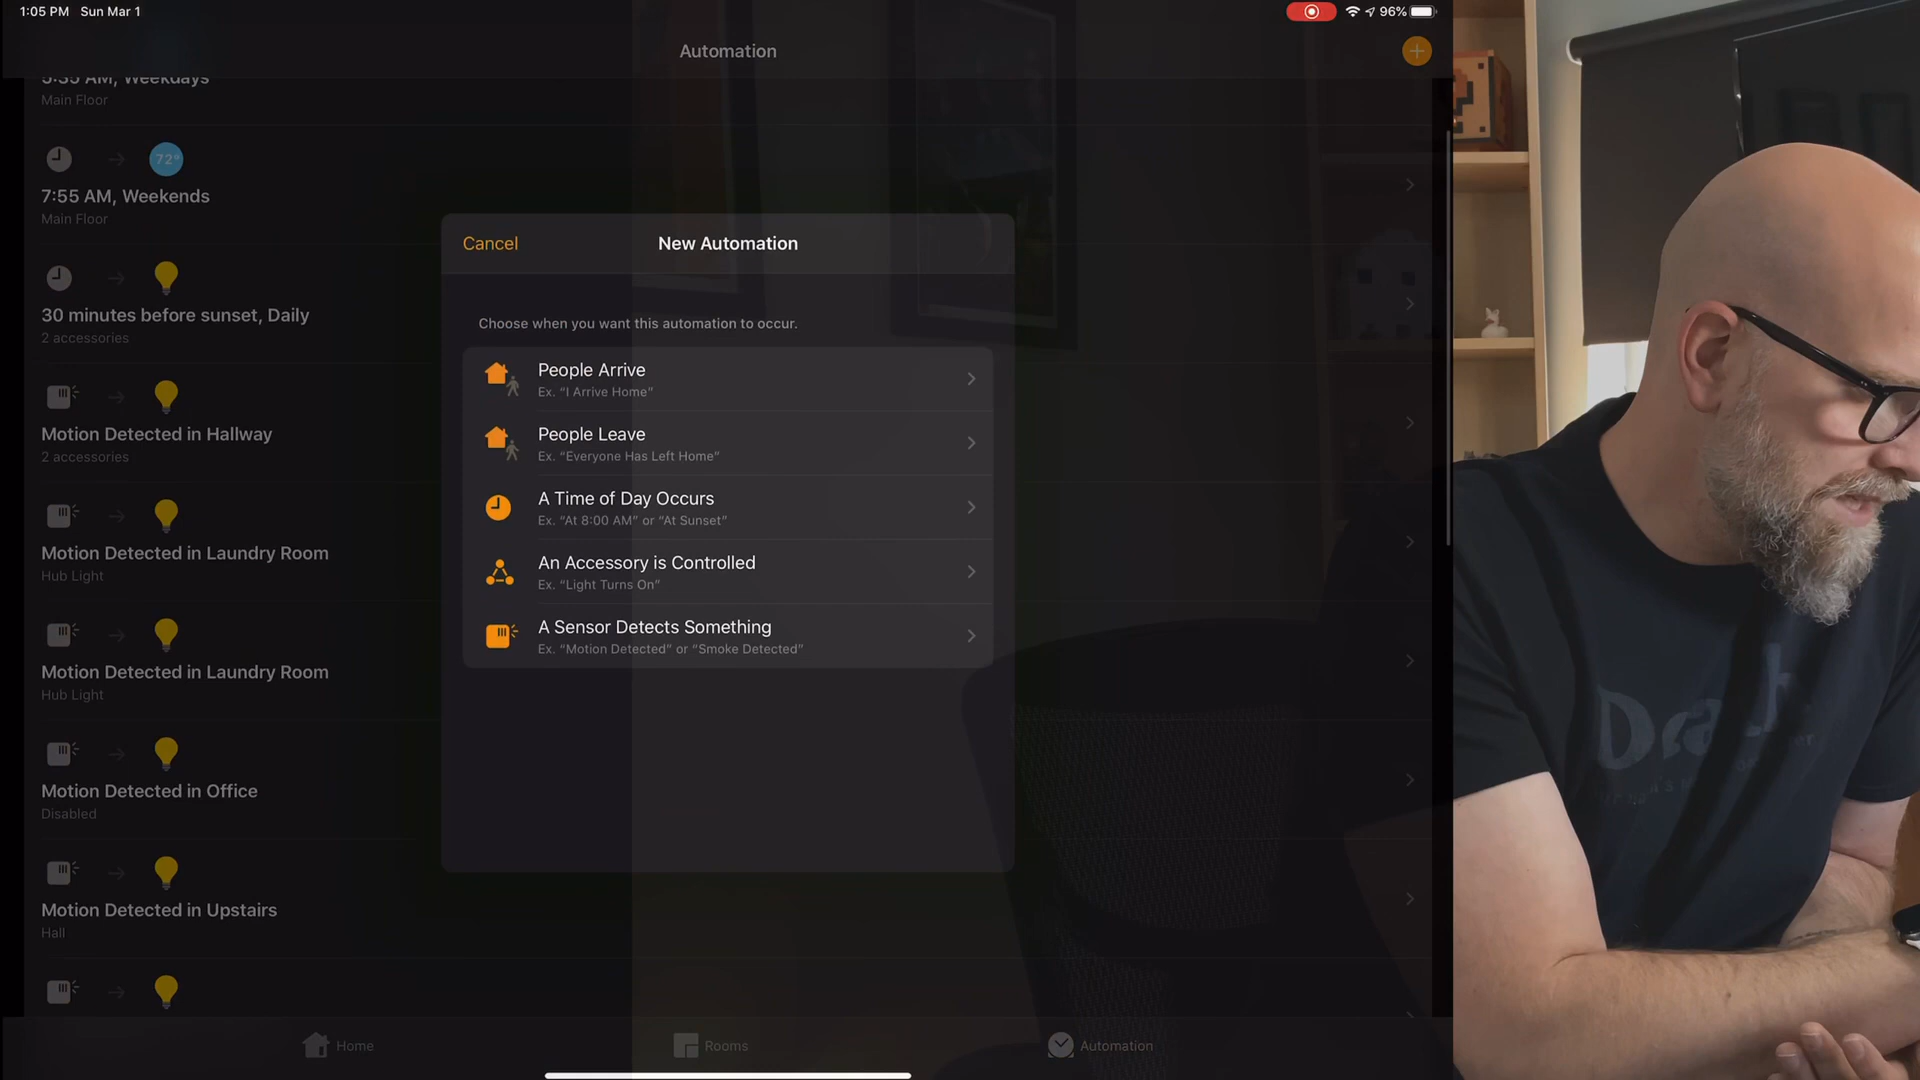 1:05 PM Sun Mar 1
96%
Automation
5:35 AM, Weekdays
Main Floor
72°
7:55 AM, Weekends
Main Floor
30 minutes before sunset, Daily
2 accessories
Motion Detected in Hallway
2 accessories
Motion Detected in Laundry Room
Hub Light
Motion Detected in Laundry Room
Hub Light
Motion Detected in Office
Disabled
Motion Detected in Upstairs
Hall
Cancel
New Automation
Choose when you want this automation to occur.
People Arrive
Ex. “I Arrive Home”
People Leave
Ex. “Everyone Has Left Home”
A Time of Day Occurs
Ex. “At 8:00 AM” or “At Sunset”
An Accessory is Controlled
Ex. “Light Turns On”
A Sensor Detects Something
Ex. “Motion Detected” or “Smoke Detected”
Home
Rooms
Automation